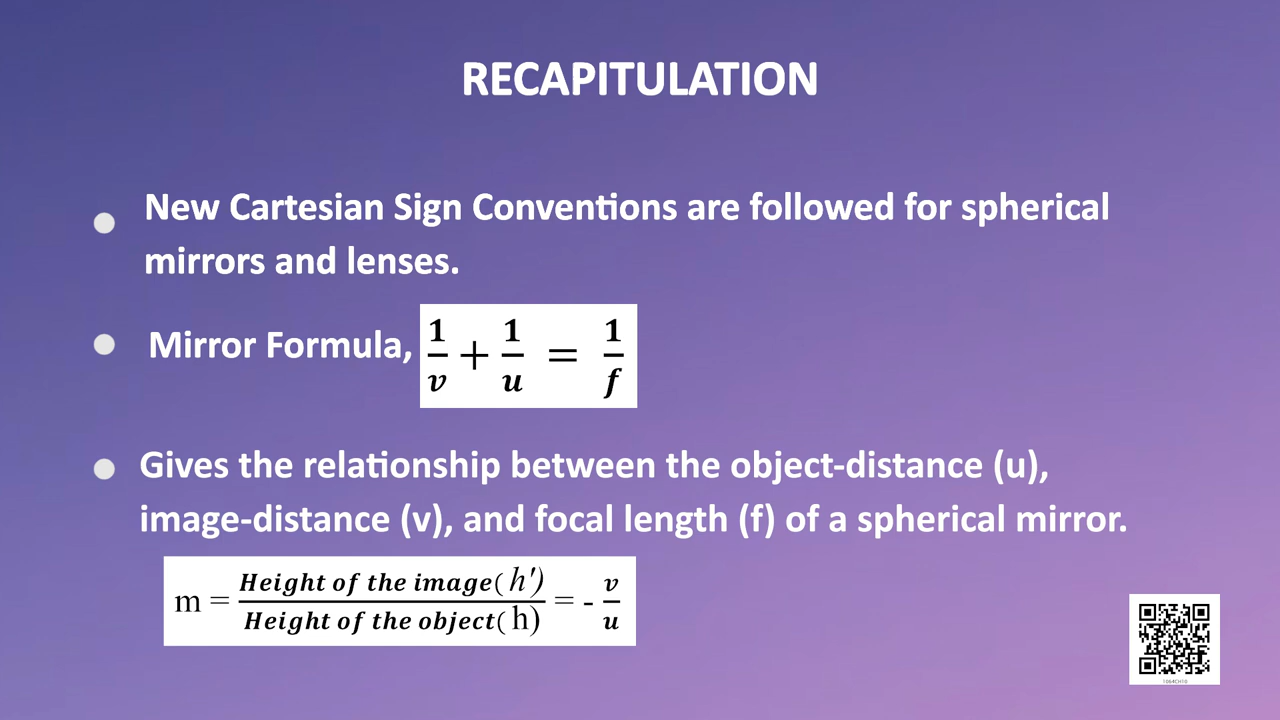 RECAPITULATION
New Cartesian Sign Conventions are followed for spherical
mirrors and lenses.
Mirror Formula, 1/v + 1/u = 1/f
Gives the relationship between the object-distance (u),
image-distance (v), and focal length (f) of a spherical mirror.
m = Height of the image( h′) / Height of the object( h) = - v/u
1064CH10